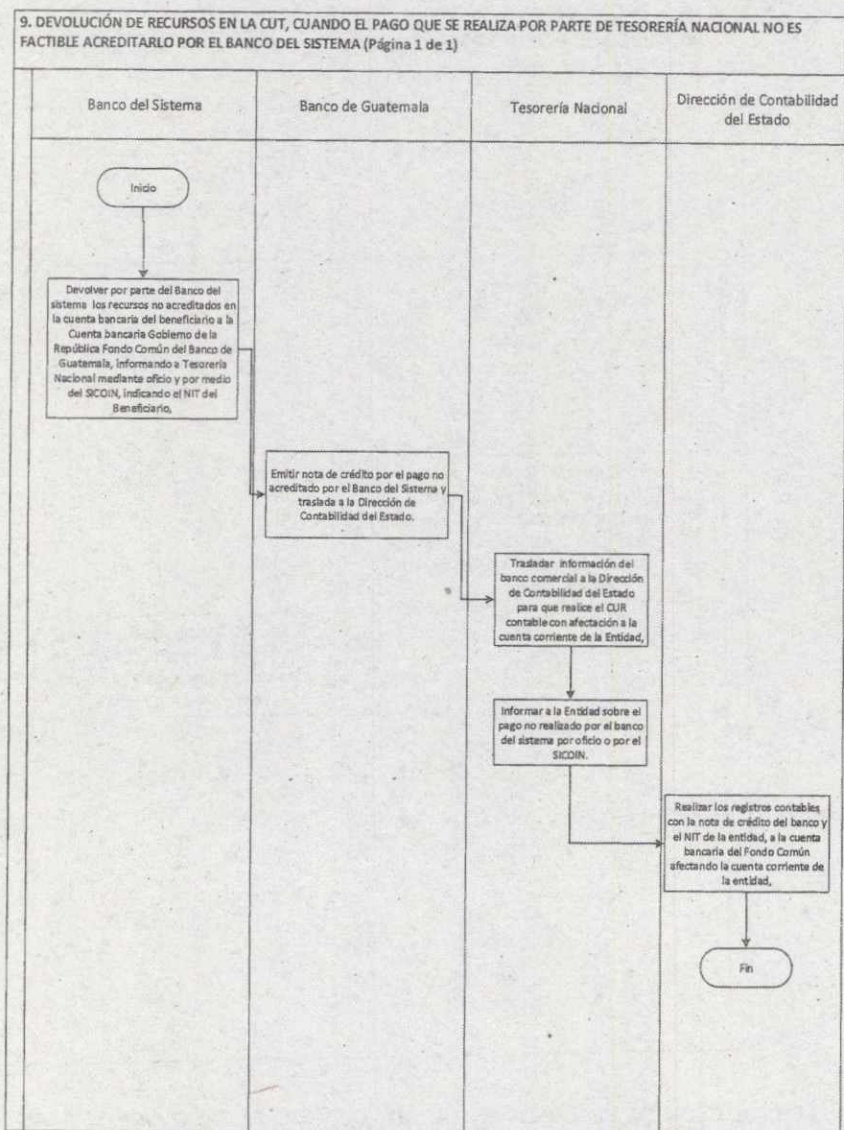 9. DEVOLUCIÓN DE RECURSOS EN LA CUT, CUANDO EL PAGO QUE SE REALIZA POR PARTE DE TESORERÍA NACIONAL NO ES
FACTIBLE ACREDITARLO POR EL BANCO DEL SISTEMA (Página 1 de 1)
Banco del Sistema
Banco de Guatemala
Tesorería Nacional
Dirección de Contabilidad
del Estado
Inicio
Devolver por parte del Banco del
sistema los recursos no acreditados en
la cuenta bancaria del beneficiario a la
Cuenta bancaria Gobierno de la
República Fondo Común del Banco de
Guatemala, informando a Tesorería
Nacional mediante oficio y por medio
del SICOIN, indicando el NIT del
Beneficiario,
Emitir nota de crédito por el pago no
acreditado por el Banco del Sistema y
traslada a la Dirección de
Contabilidad del Estado.
Trasladar información del
banco comercial a la Dirección
de Contabilidad del Estado
para que realice el CUR
contable con afectación a la
cuenta corriente de la Entidad,
Informar a la Entidad sobre el
pago no realizado por el banco
del sistema por oficio o por el
SICOIN.
Realizar los registros contables
con la nota de crédito del banco y
el NIT de la entidad, a la cuenta
bancaria del Fondo Común
afectando la cuenta corriente de
la entidad,
Fin